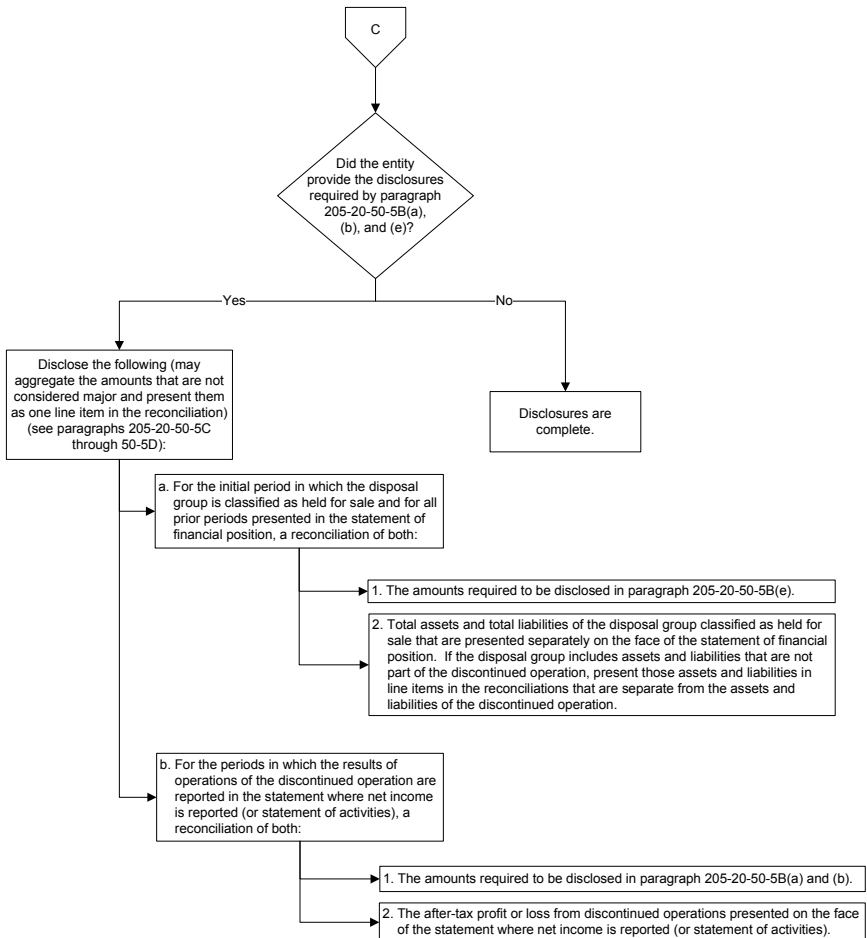 C
Did the entity
provide the disclosures
required by paragraph
205-20-50-5B(a),
(b), and (e)?
Yes
No
Disclose the following (may
aggregate the amounts that are not
considered major and present them
as one line item in the reconciliation)
(see paragraphs 205-20-50-5C
through 50-5D):
Disclosures are
complete.
a. For the initial period in which the disposal
group is classified as held for sale and for all
prior periods presented in the statement of
financial position, a reconciliation of both:
1. The amounts required to be disclosed in paragraph 205-20-50-5B(e).
2. Total assets and total liabilities of the disposal group classified as held for
sale that are presented separately on the face of the statement of financial
position. If the disposal group includes assets and liabilities that are not
part of the discontinued operation, present those assets and liabilities in
line items in the reconciliations that are separate from the assets and
liabilities of the discontinued operation.
b. For the periods in which the results of
operations of the discontinued operation are
reported in the statement where net income
is reported (or statement of activities), a
reconciliation of both:
1. The amounts required to be disclosed in paragraph 205-20-50-5B(a) and (b).
2. The after-tax profit or loss from discontinued operations presented on the face
of the statement where net income is reported (or statement of activities).